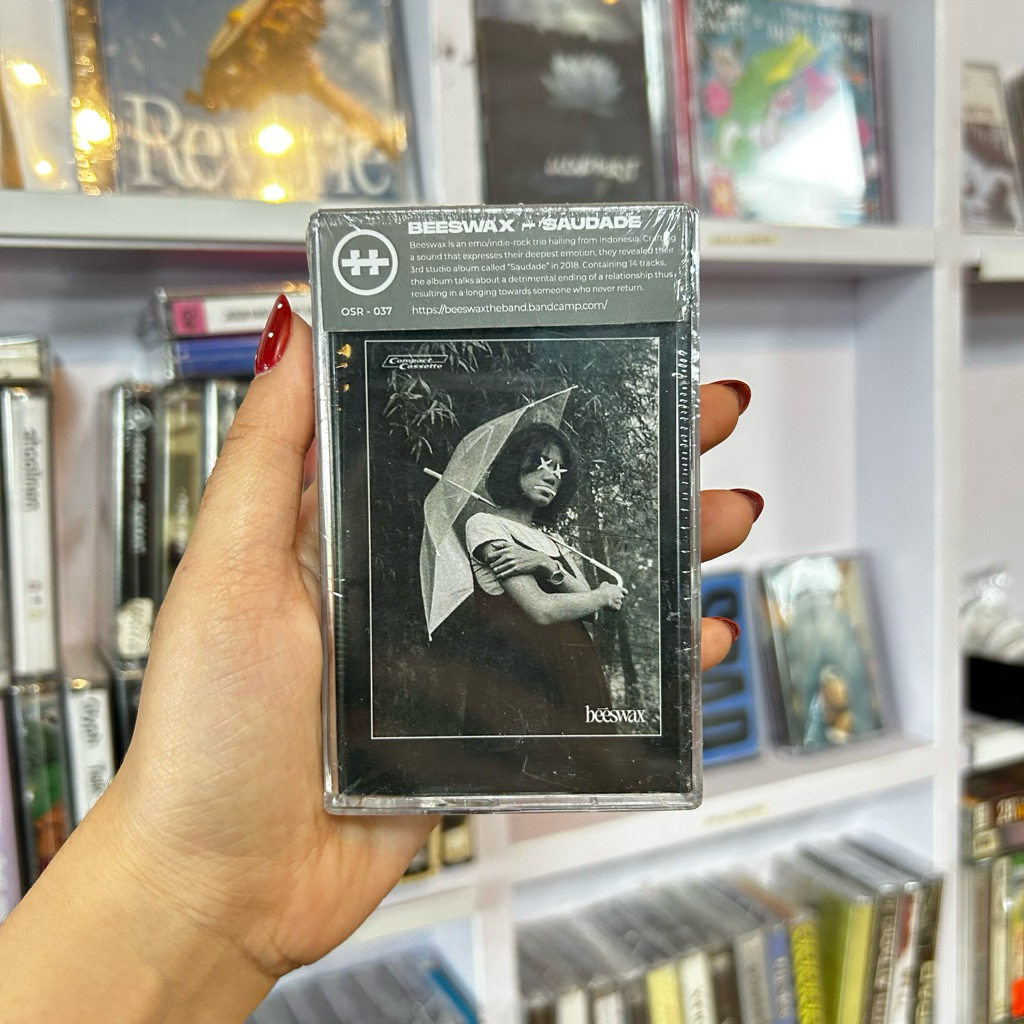 BEESWAX – SAUDADE
Beeswax is an emo/indie-rock trio hailing from Indonesia. Crafting
a sound that expresses their deepest emotion, they revealed their
3rd studio album called "Saudade" in 2018. Containing 14 tracks,
the album talks about a detrimental ending of a relationship thus
resulting in a longing towards someone who never return.
OSR - 037
https://beeswaxtheband.bandcamp.com/
Compact
Cassette
beeswax